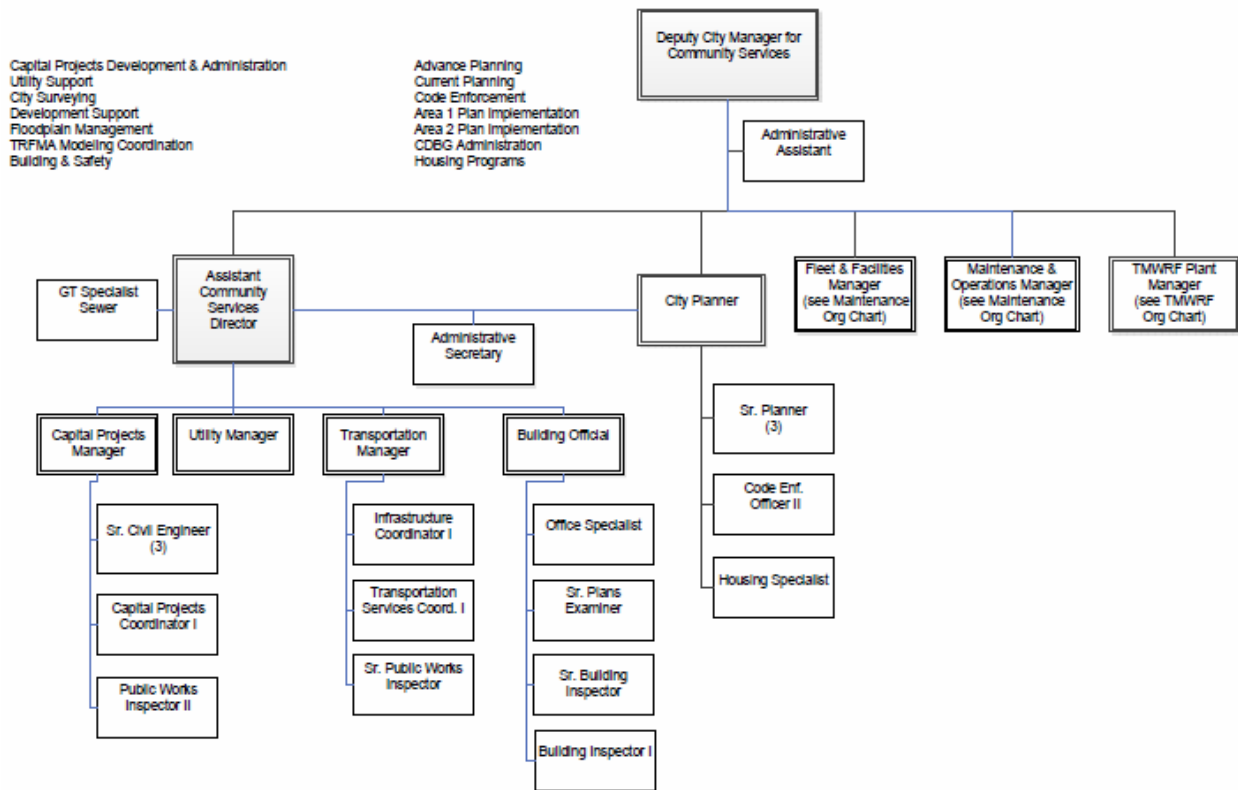 Deputy City Manager for
Community Services
Capital Projects Development & Administration
Utility Support
City Surveying
Development Support
Floodplain Management
TRFMA Modeling Coordination
Building & Safety
Advance Planning
Current Planning
Code Enforcement
Area 1 Plan Implementation
Area 2 Plan Implementation
CDBG Administration
Housing Programs
Administrative
Assistant
GT Specialist
Sewer
Assistant
Community
Services
Director
Administrative
Secretary
City Planner
Fleet & Facilities
Manager
(see Maintenance
Org Chart)
Maintenance &
Operations Manager
(see Maintenance
Org Chart)
TMWRF Plant
Manager
(see TMWRF
Org Chart)
Capital Projects
Manager
Utility Manager
Transportation
Manager
Building Official
Sr. Planner
(3)
Code Enf.
Officer II
Housing Specialist
Sr. Civil Engineer
(3)
Capital Projects
Coordinator I
Public Works
Inspector II
Infrastructure
Coordinator I
Transportation
Services Coord. I
Sr. Public Works
Inspector
Office Specialist
Sr. Plans
Examiner
Sr. Building
Inspector
Building Inspector I